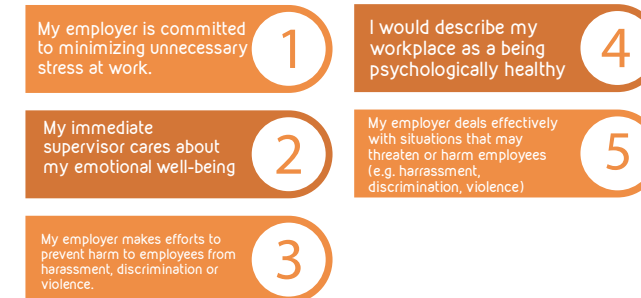 My employer is committed
to minimizing unnecessary
stress at work.
1
My immediate
supervisor cares about
my emotional well-being
2
My employer makes efforts to
prevent harm to employees from
harassment, discrimination or
violence.
3
I would describe my
workplace as a being
psychologically healthy
4
My employer deals effectively
with situations that may
threaten or harm employees
(e.g. harrassment,
discrimination, violence)
5